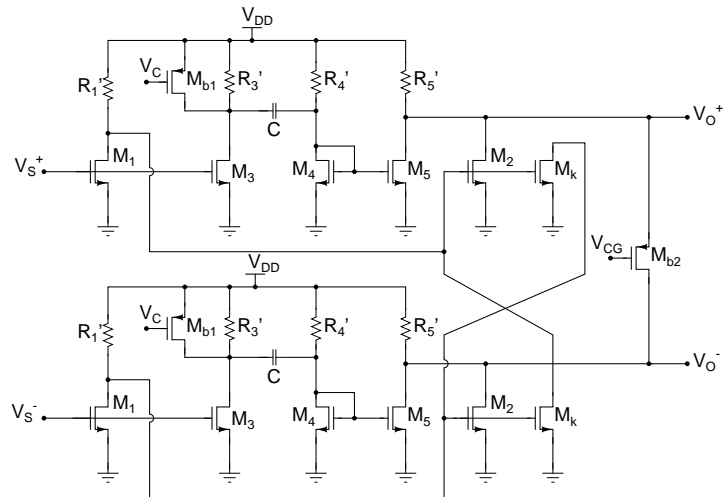 V_DD
V_C
R_1' M_b1 R_3' R_4' R_5'
C
V_O^+
V_S^+ M_1 M_3 M_4 M_5 M_2 M_k
V_CG M_b2
V_DD
V_C
R_1' M_b1 R_3' R_4' R_5'
C
V_O^-
V_S^- M_1 M_3 M_4 M_5 M_2 M_k